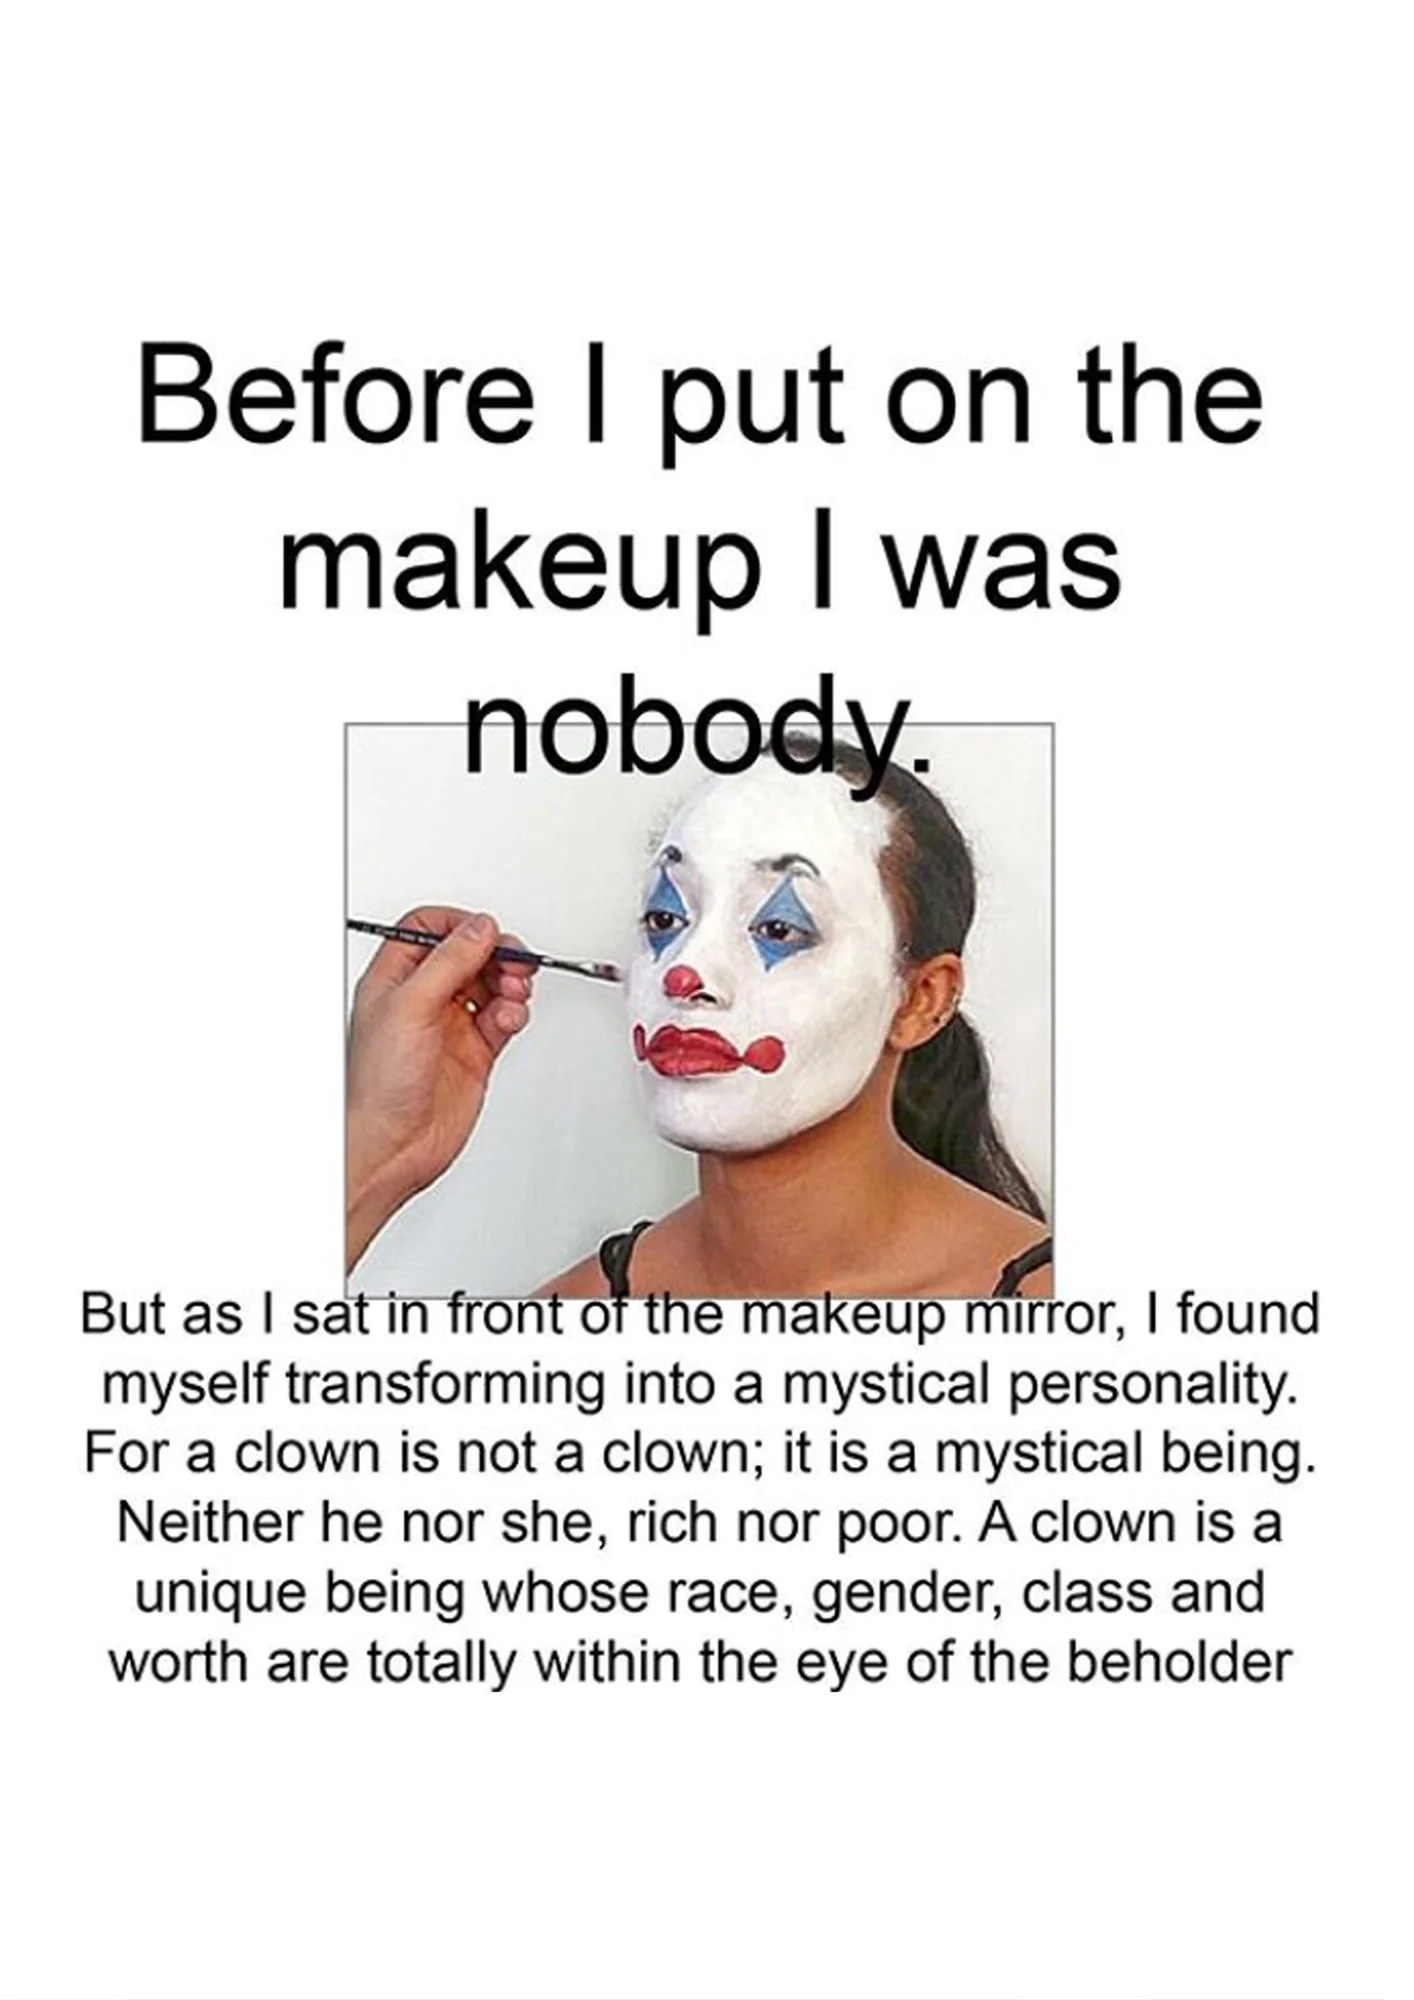 Before I put on the
makeup I was
nobody.
But as I sat in front of the makeup mirror, I found
myself transforming into a mystical personality.
For a clown is not a clown; it is a mystical being.
Neither he nor she, rich nor poor. A clown is a
unique being whose race, gender, class and
worth are totally within the eye of the beholder